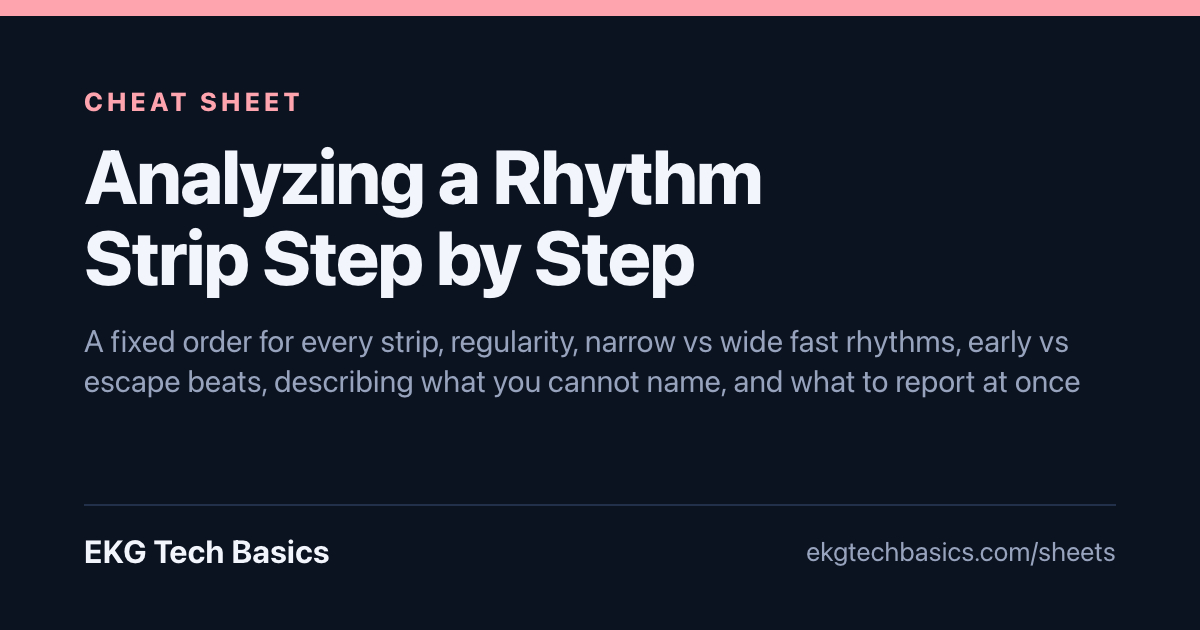 CHEAT SHEET
Analyzing a Rhythm
Strip Step by Step
A fixed order for every strip, regularity, narrow vs wide fast rhythms, early vs
escape beats, describing what you cannot name, and what to report at once
EKG Tech Basics
ekgtechbasics.com/sheets